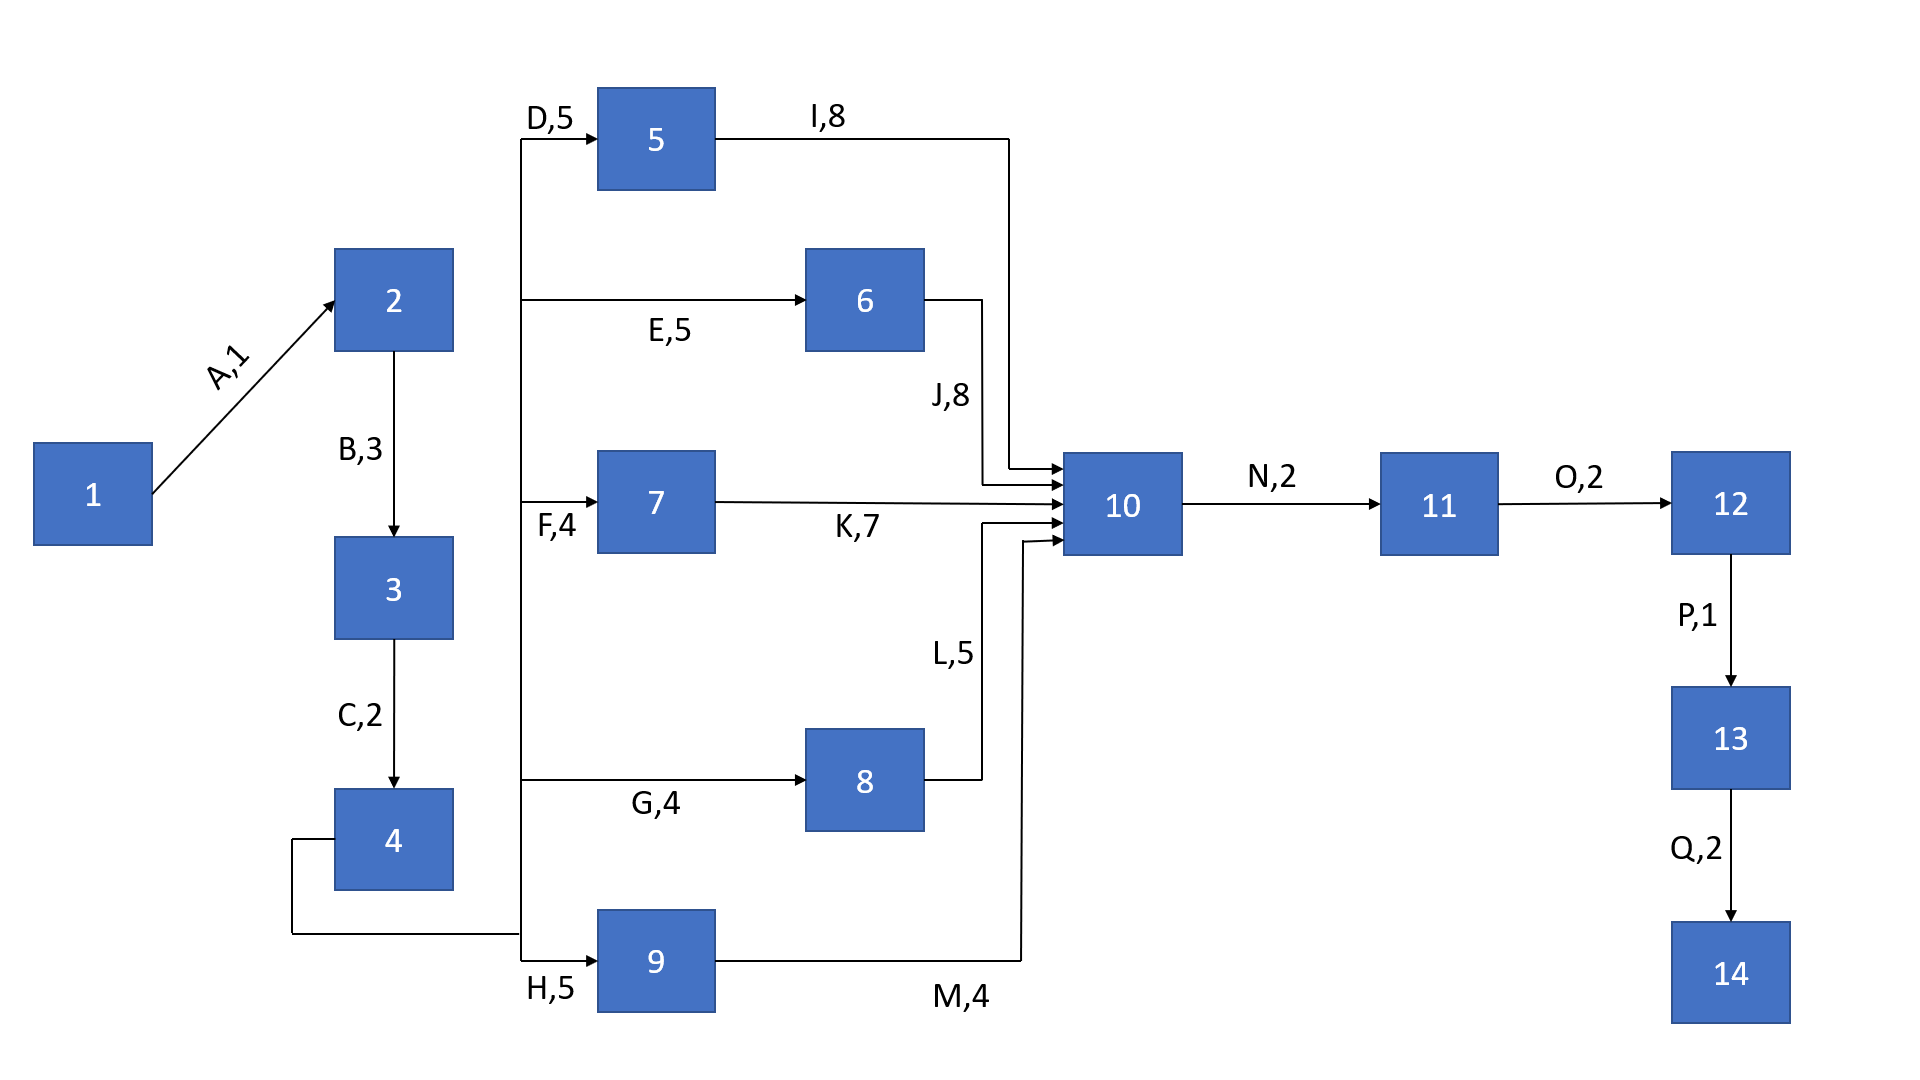 D,5
I,8
5
2
6
E,5
A,1
J,8
B,3
1
7
F,4
K,7
10
N,2
11
O,2
12
3
P,1
L,5
C,2
13
8
G,4
4
Q,2
9
H,5
M,4
14